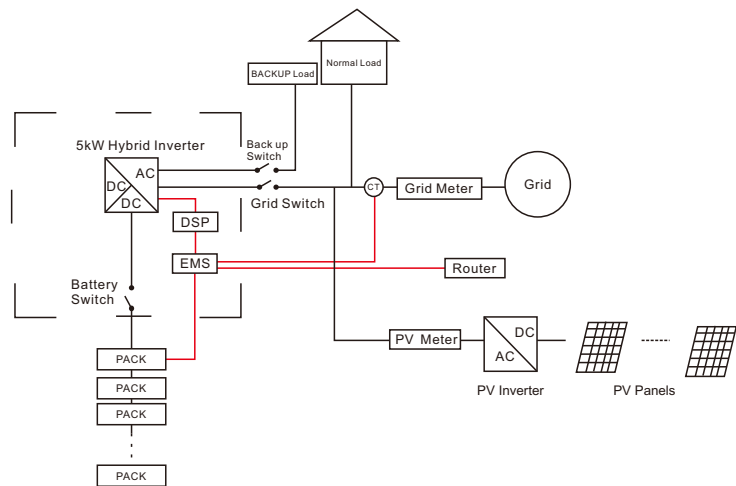 Normal Load
BACKUP Load
5kW Hybrid Inverter
Back up
Switch
AC
DC
DC
CT
Grid Meter
Grid
Grid Switch
DSP
EMS
Router
Battery
Switch
PV Meter
DC
AC
PACK
PV Inverter
PV Panels
PACK
PACK
PACK